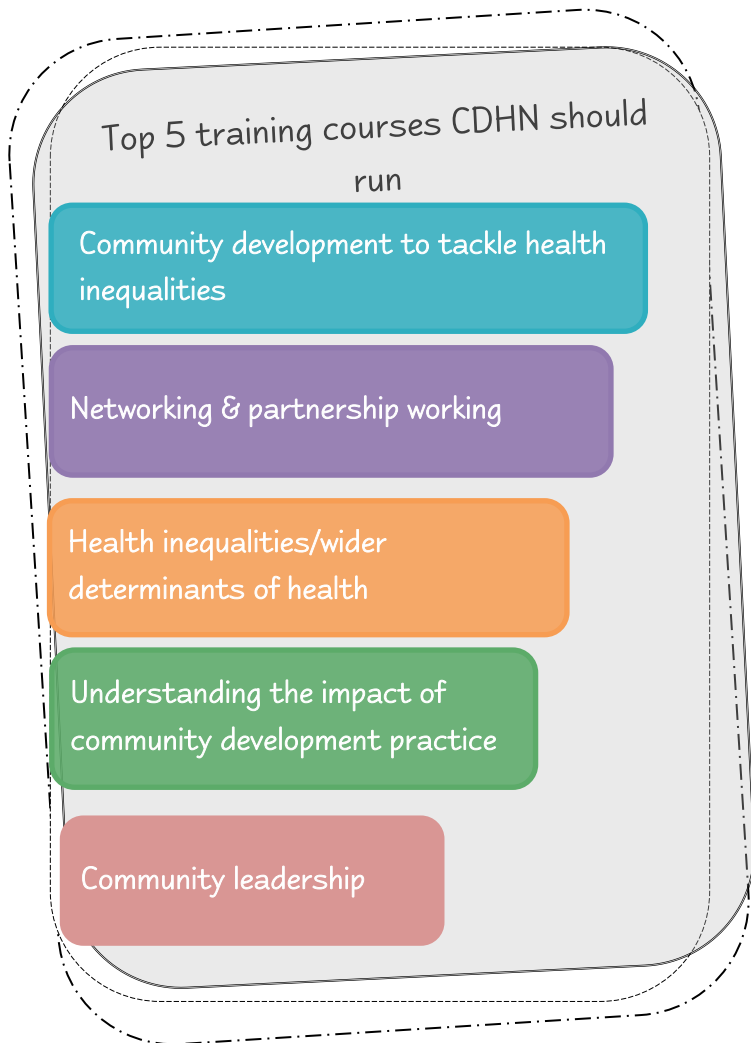 Top 5 training courses CDHN should
run
Community development to tackle health
inequalities
Networking & partnership working
Health inequalities/wider
determinants of health
Understanding the impact of
community development practice
Community leadership